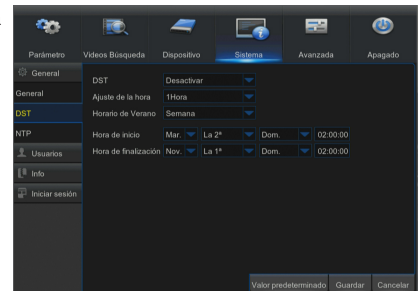 Parámetro Videos Búsqueda Dispositivo Sistema Avanzada Apagado
General
General
DST
NTP
Usuarios
Info
Iniciar sesión
DST Desactivar
Ajuste de la hora 1Hora
Horario de Verano Semana
Hora de inicio Mar. La 2ª Dom. 02:00:00
Hora de finalización Nov. La 1ª Dom. 02:00:00
Valor predeterminado Guardar Cancelar